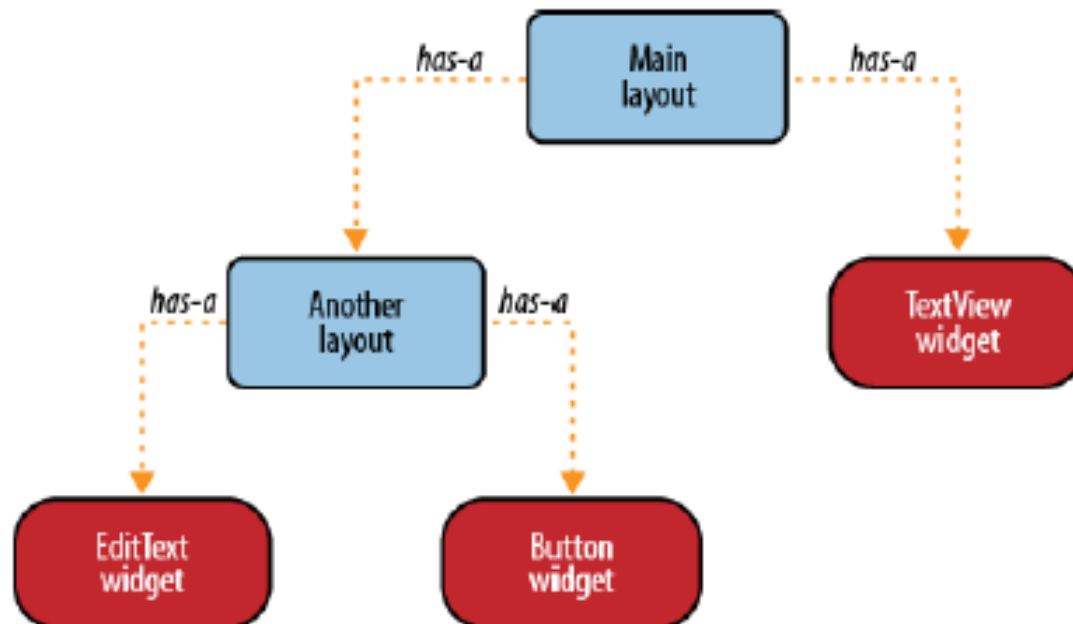 has-a
Main
layout
has-a
has-a
Another
layout
has-a
TextView
widget
EditText
widget
Button
widget